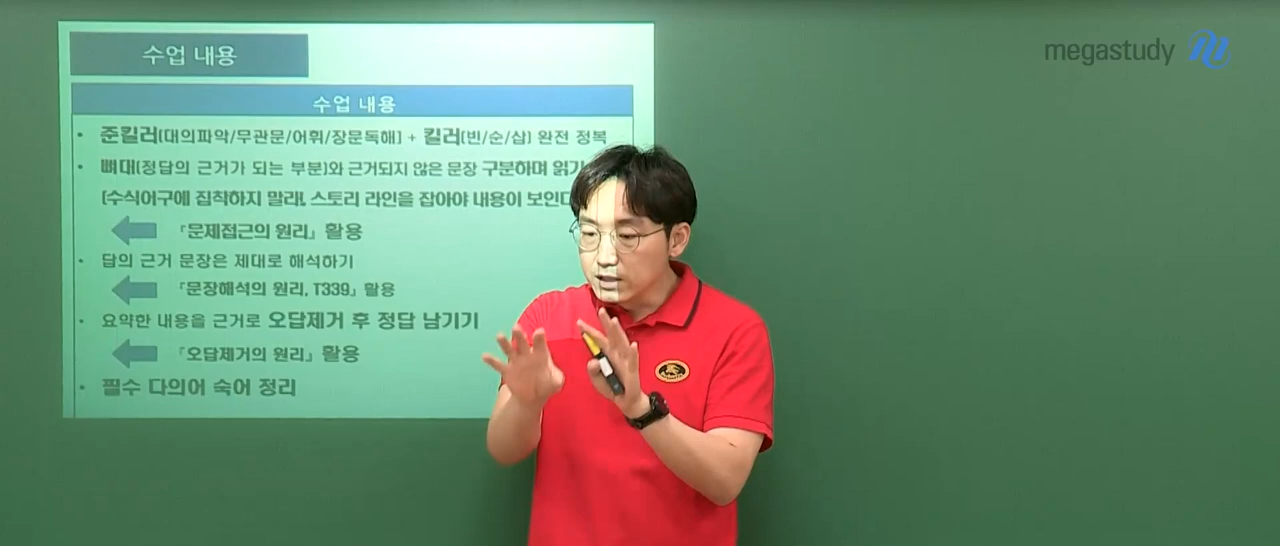 megastudy
수업 내용
수업 내용
• 준킬러(대의파악/무관문/어휘/장문독해) + 킬러(빈/순/삽) 완전 정복
• 뼈대(정답의 근거가 되는 부분)와 근거되지 않은 문장 구분하며 읽기
(수식어구에 집착하지 말라!, 스토리 라인을 잡아야 내용이 보인다
『문제접근의 원리』 활용
• 답의 근거 문장은 제대로 해석하기
『문장해석의 원리, T339』 활용
• 요약한 내용을 근거로 오답제거 후 정답 남기기
『오답제거의 원리』 활용
• 필수 다의어 숙어 정리